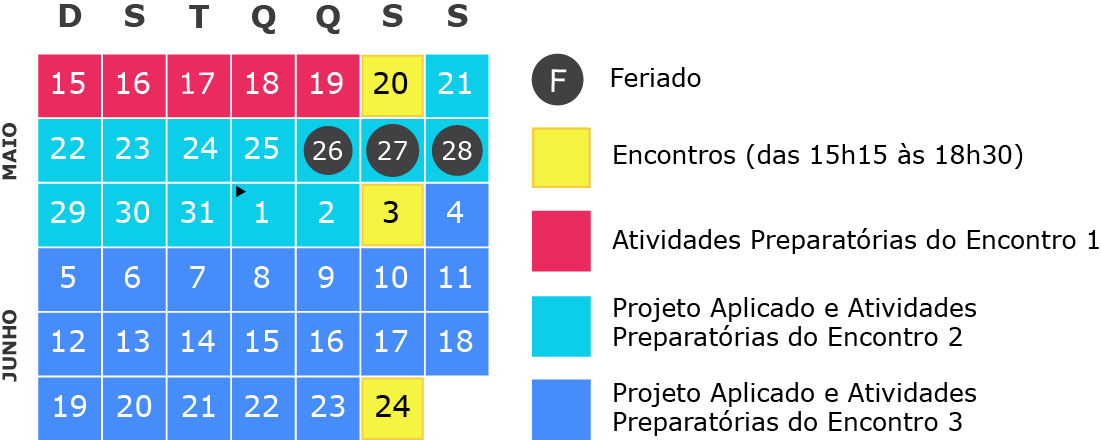 D S T Q Q S S
MAIO
15 16 17 18 19 20 21
22 23 24 25 26 27 28
29 30 31 1 2 3 4
JUNHO
5 6 7 8 9 10 11
12 13 14 15 16 17 18
19 20 21 22 23 24
F Feriado
Encontros (das 15h15 às 18h30)
Atividades Preparatórias do Encontro 1
Projeto Aplicado e Atividades
Preparatórias do Encontro 2
Projeto Aplicado e Atividades
Preparatórias do Encontro 3